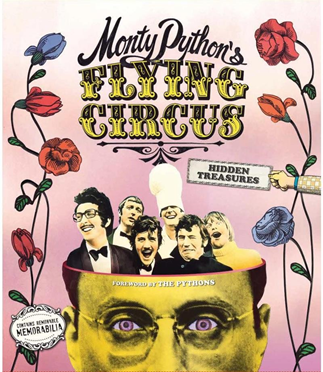 Monty Python's
FLYING
CIRCUS
HIDDEN
TREASURES
FOREWORD BY THE PYTHONS
CONTAINS REMOVABLE
MEMORABILIA